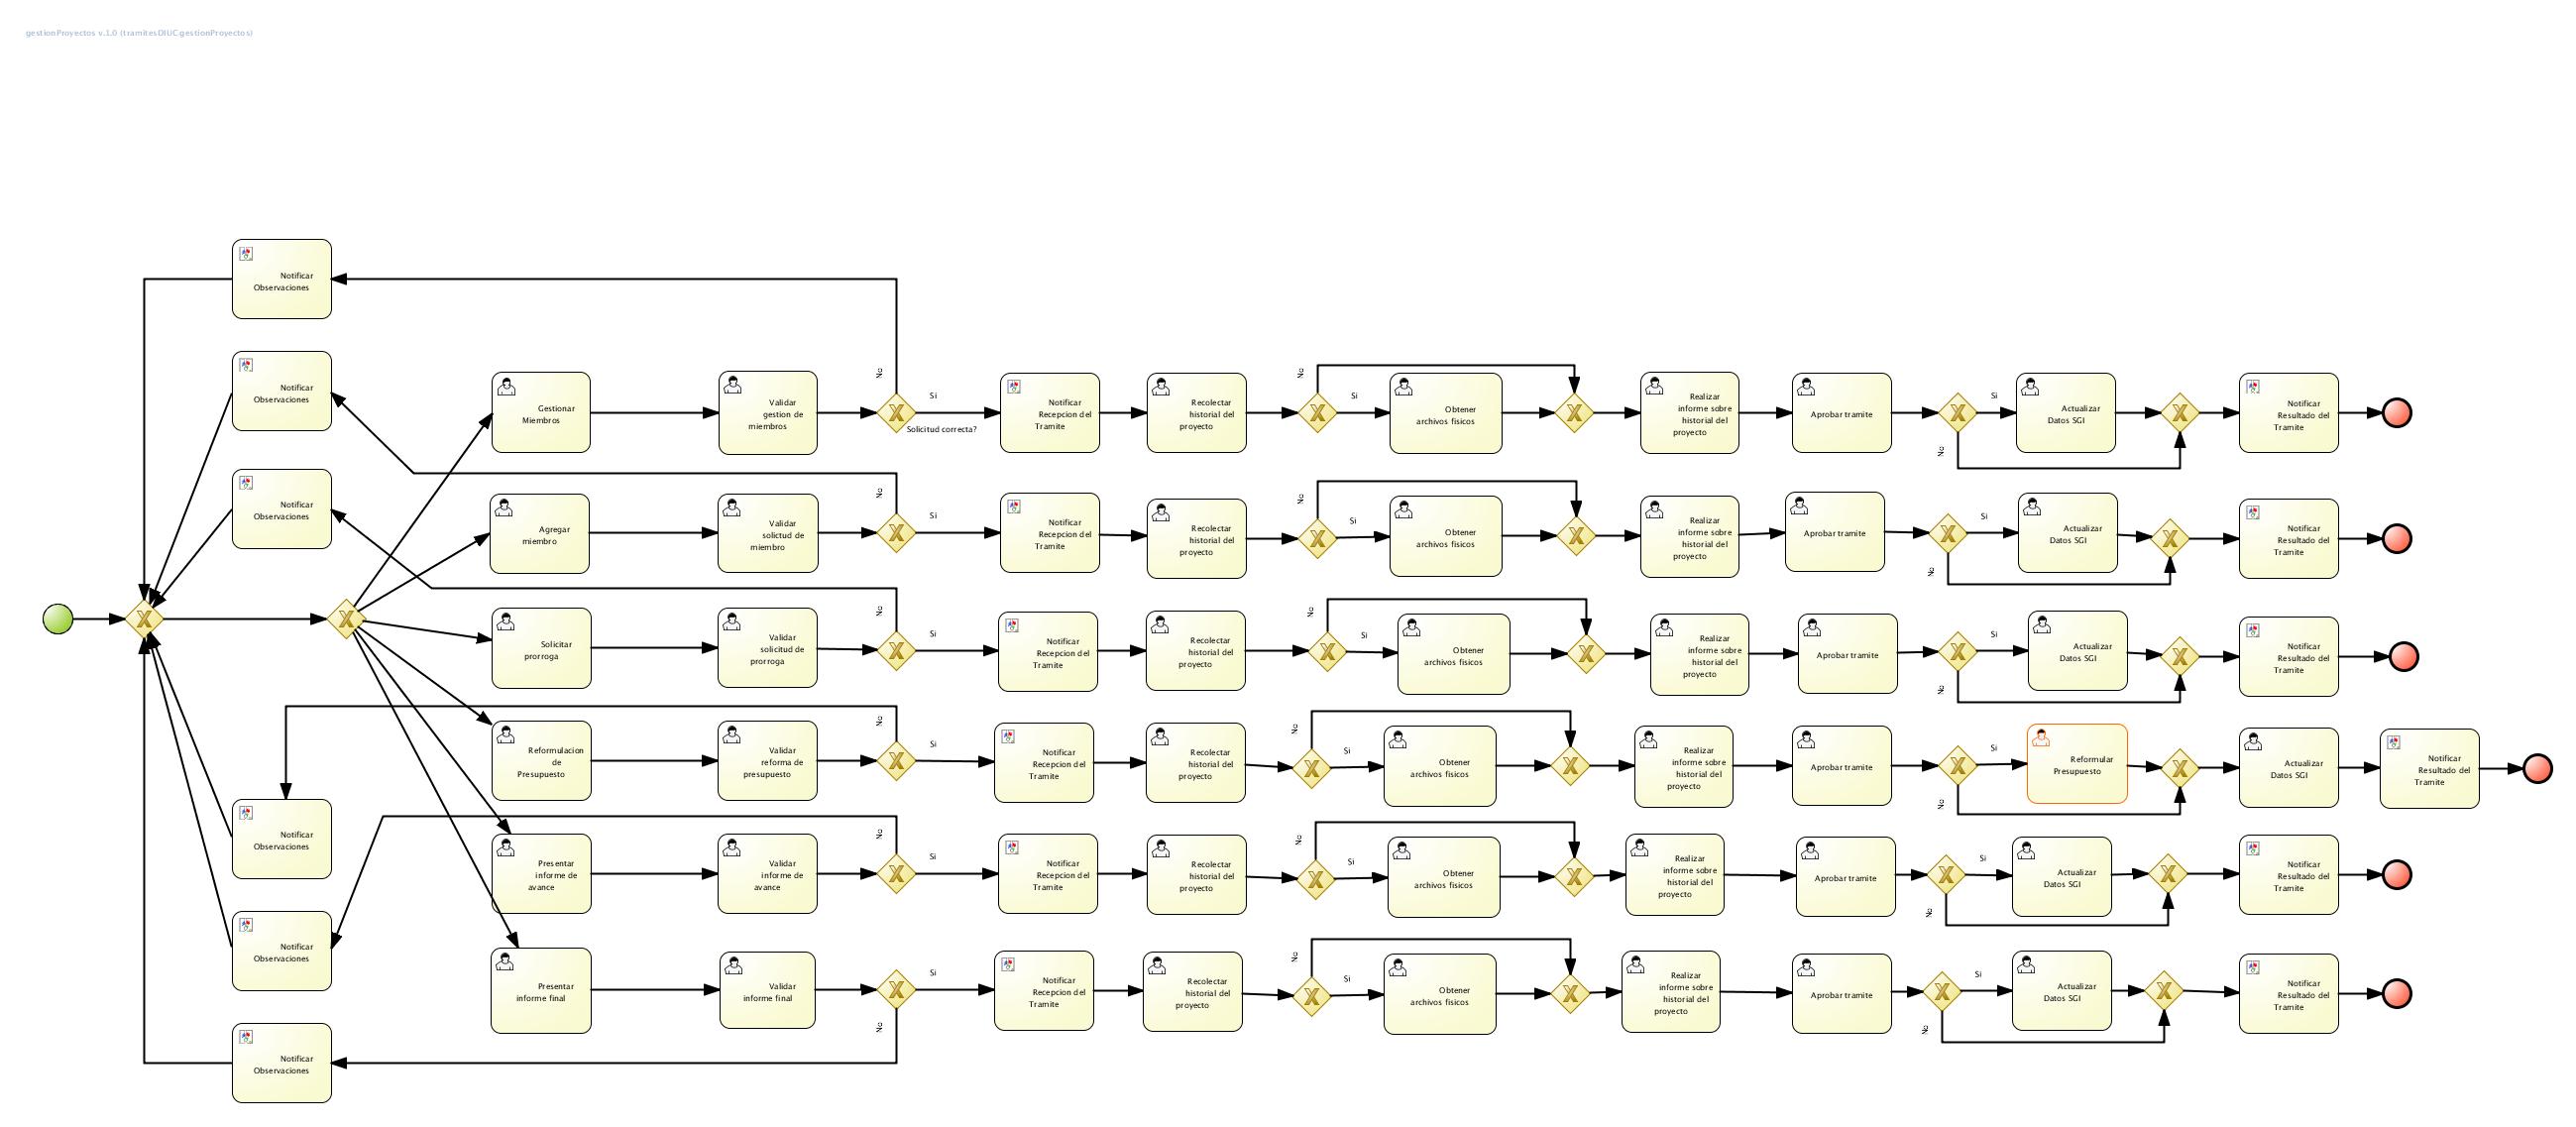 gestionProyectos v.1.0 (tramitesDIUC.gestionProyectos)
Notificar
Observaciones
Notificar
Observaciones
Notificar
Observaciones
Notificar
Observaciones
Notificar
Observaciones
Notificar
Observaciones
Gestionar
Miembros
Validar
gestion de
miembros
No
Si
Solicitud correcta?
Notificar
Recepcion del
Tramite
Recolectar
historial del
proyecto
No
Si
Obtener
archivos fisicos
Realizar
informe sobre
historial del
proyecto
Aprobar tramite
Si
No
Actualizar
Datos SGI
Notificar
Resultado del
Tramite
Agregar
miembro
Validar
solictud de
miembro
No
Si
Notificar
Recepcion del
Tramite
Recolectar
historial del
proyecto
No
Si
Obtener
archivos fisicos
Realizar
informe sobre
historial del
proyecto
Aprobar tramite
Si
No
Actualizar
Datos SGI
Notificar
Resultado del
Tramite
Solicitar
prorroga
Validar
solicitud de
prorroga
No
Si
Notificar
Recepcion del
Tramite
Recolectar
historial del
proyecto
No
Si
Obtener
archivos fisicos
Realizar
informe sobre
historial del
proyecto
Aprobar tramite
Si
No
Actualizar
Datos SGI
Notificar
Resultado del
Tramite
Reformulacion
de
Presupuesto
Validar
reforma de
presupuesto
No
Si
Notificar
Recepcion del
Tramite
Recolectar
historial del
proyecto
No
Si
Obtener
archivos fisicos
Realizar
informe sobre
historial del
proyecto
Aprobar tramite
Si
No
Reformular
Presupuesto
Actualizar
Datos SGI
Notificar
Resultado del
Tramite
Presentar
informe de
avance
Validar
informe de
avance
No
Si
Notificar
Recepcion del
Tramite
Recolectar
historial del
proyecto
No
Si
Obtener
archivos fisicos
Realizar
informe sobre
historial del
proyecto
Aprobar tramite
Si
No
Actualizar
Datos SGI
Notificar
Resultado del
Tramite
Presentar
informe final
Validar
informe final
Si
No
Notificar
Recepcion del
Tramite
Recolectar
historial del
proyecto
No
Si
Obtener
archivos fisicos
Realizar
informe sobre
historial del
proyecto
Aprobar tramite
Si
No
Actualizar
Datos SGI
Notificar
Resultado del
Tramite